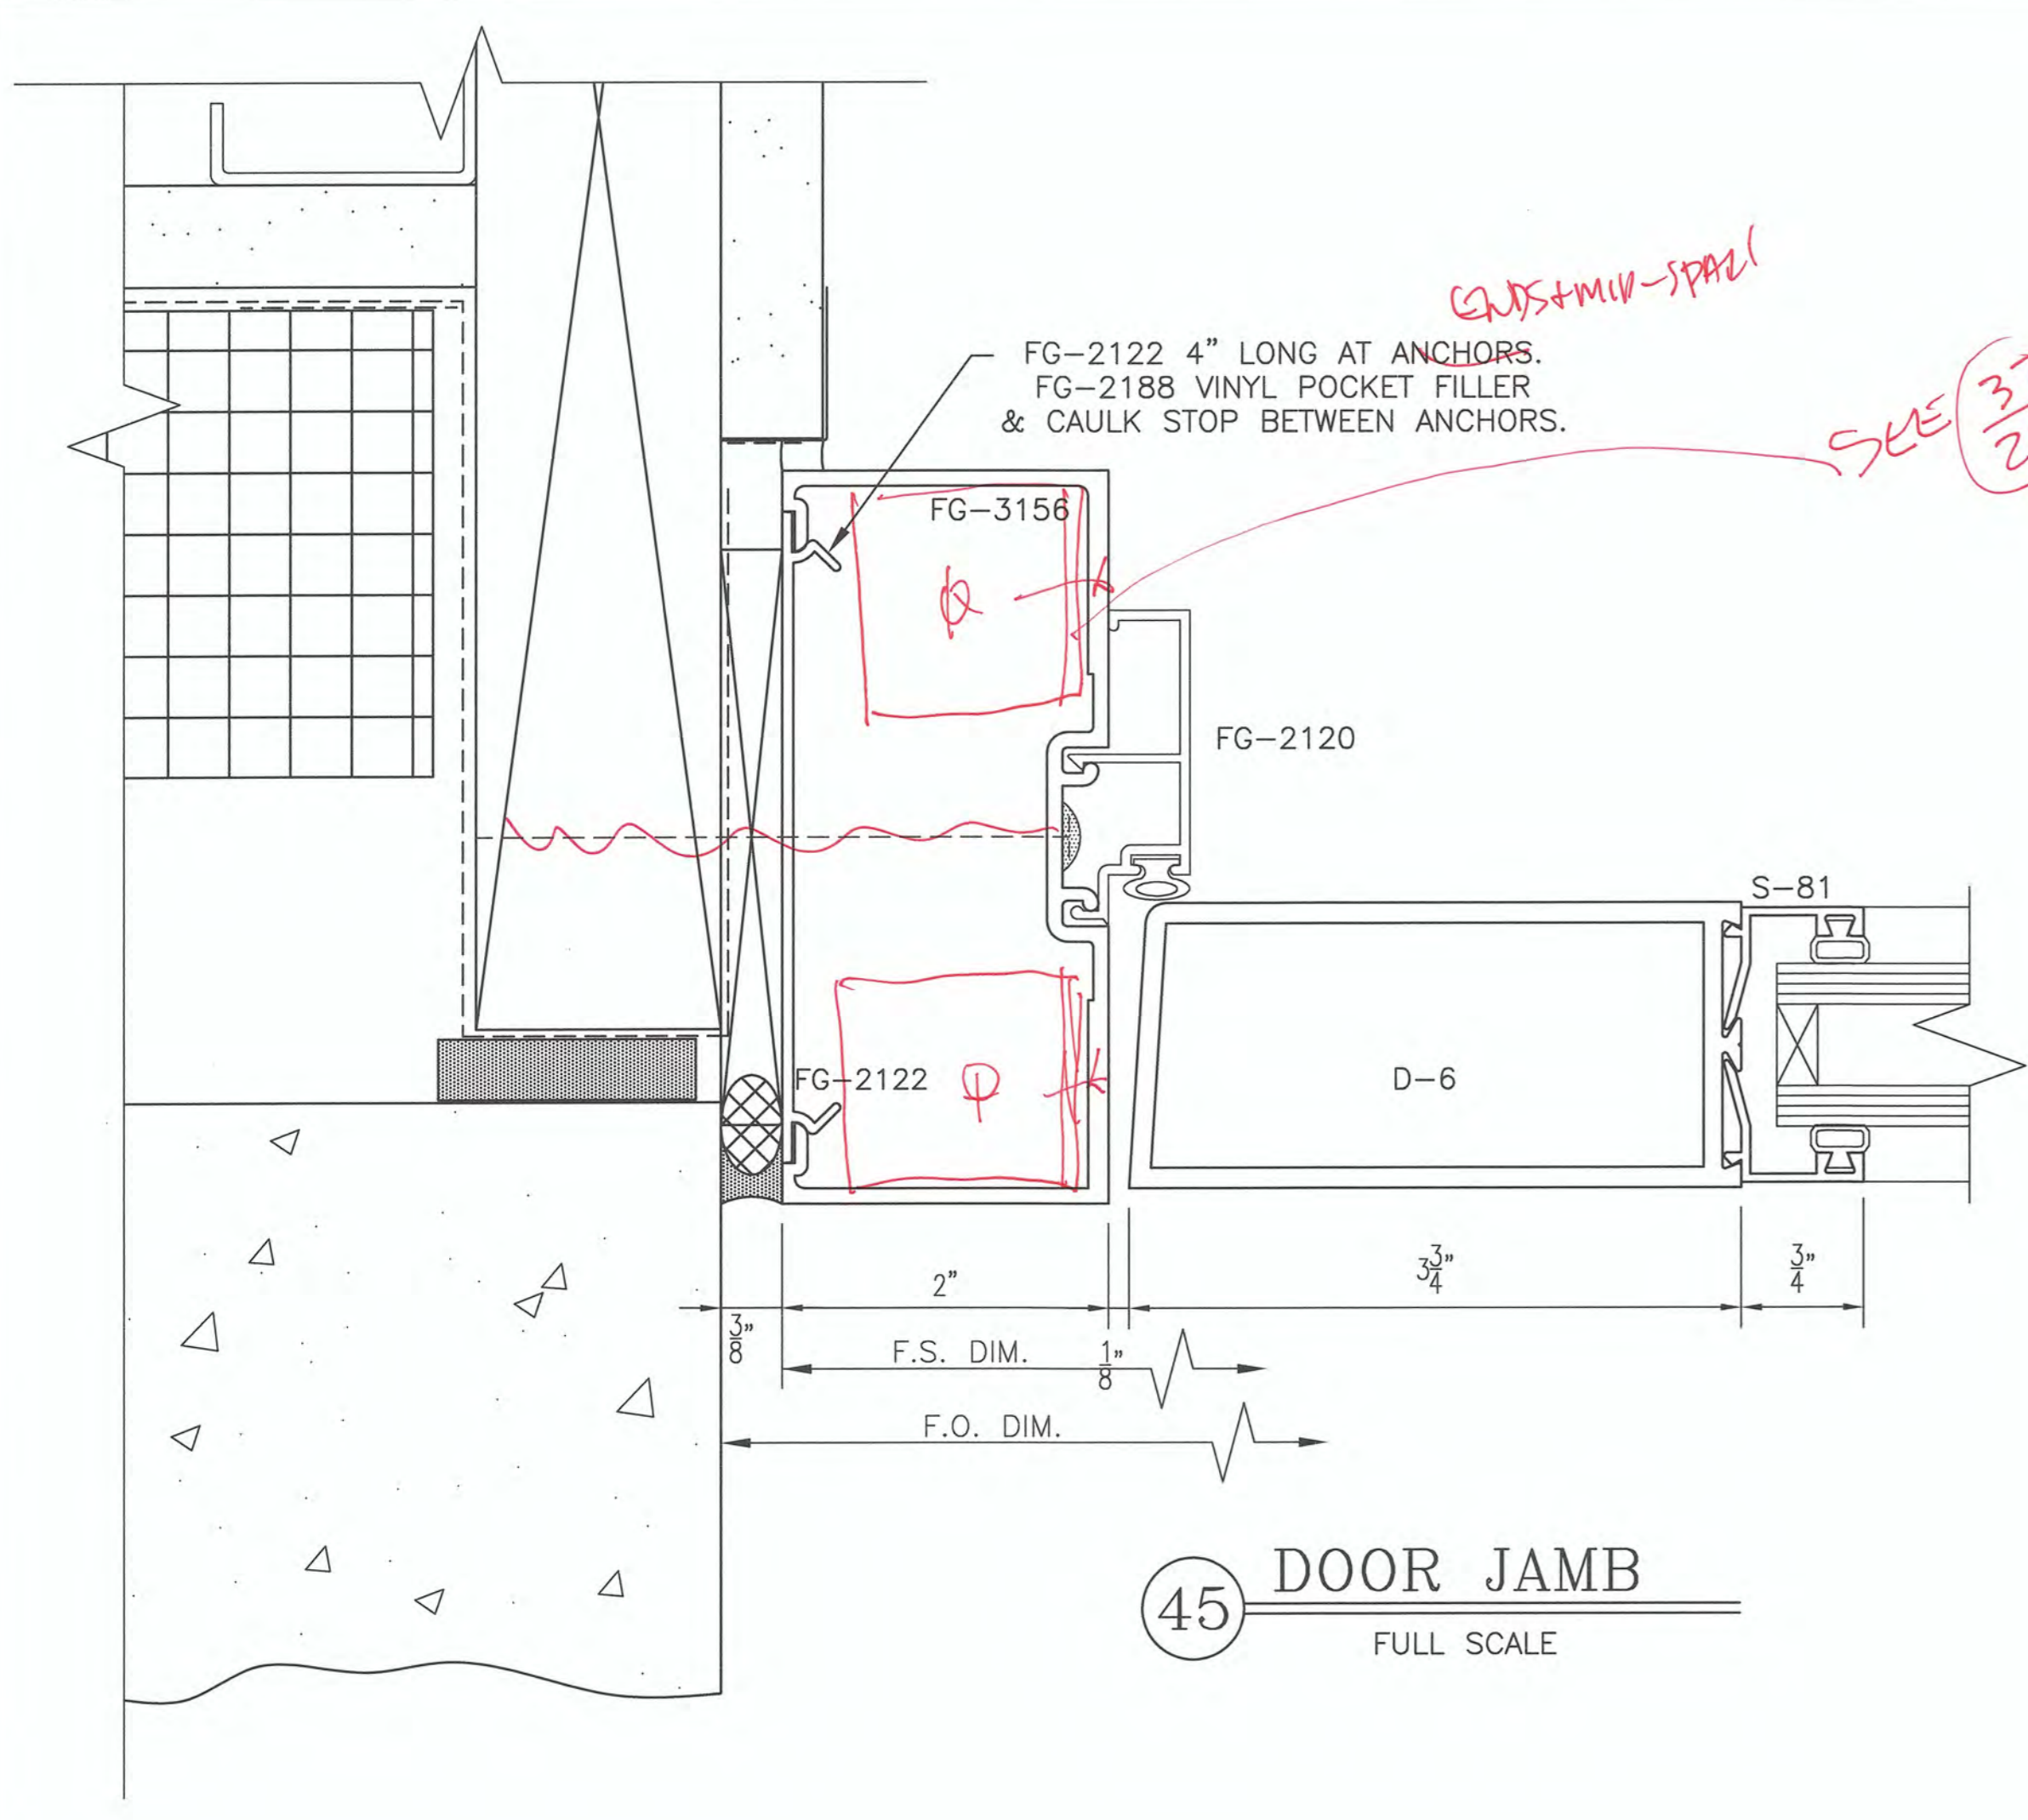 ENDS+MID-SPAN
FG-2122 4" LONG AT ANCHORS.
FG-2188 VINYL POCKET FILLER
& CAULK STOP BETWEEN ANCHORS.
SEE
FG-3156
FG-2120
S-81
FG-2122
D-6
2"
3 3/4"
3/4"
3/8"
F.S. DIM.
1/8"
F.O. DIM.
45
DOOR JAMB
FULL SCALE